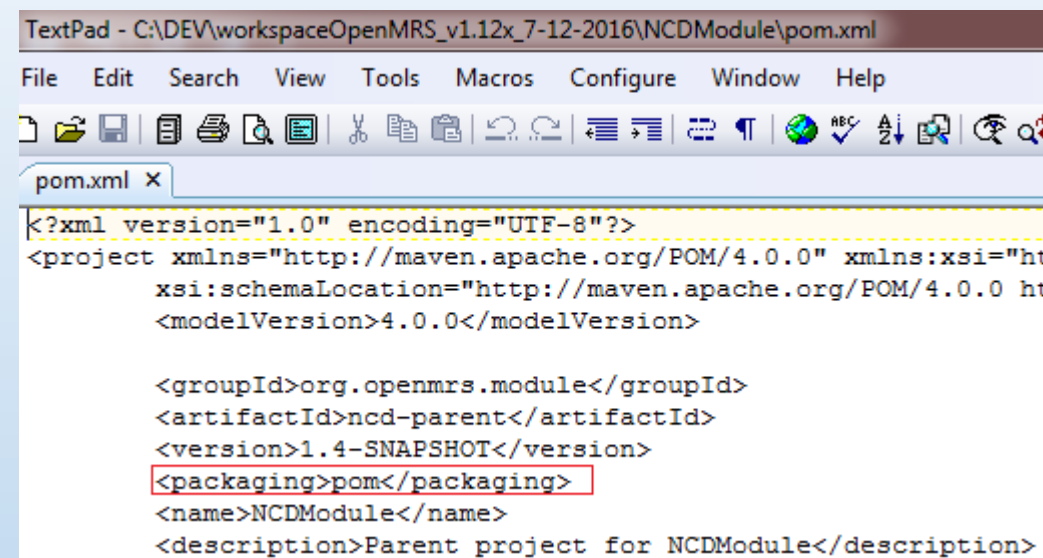 TextPad - C:\DEV\workspaceOpenMRS_v1.12x_7-12-2016\NCDModule\pom.xml
File Edit Search View Tools Macros Configure Window Help
pom.xml
<?xml version="1.0" encoding="UTF-8"?>
<project xmlns="http://maven.apache.org/POM/4.0.0" xmlns:xsi="ht
xsi:schemaLocation="http://maven.apache.org/POM/4.0.0 ht
<modelVersion>4.0.0</modelVersion>
<groupId>org.openmrs.module</groupId>
<artifactId>ncd-parent</artifactId>
<version>1.4-SNAPSHOT</version>
<packaging>pom</packaging>
<name>NCDModule</name>
<description>Parent project for NCDModule</description>